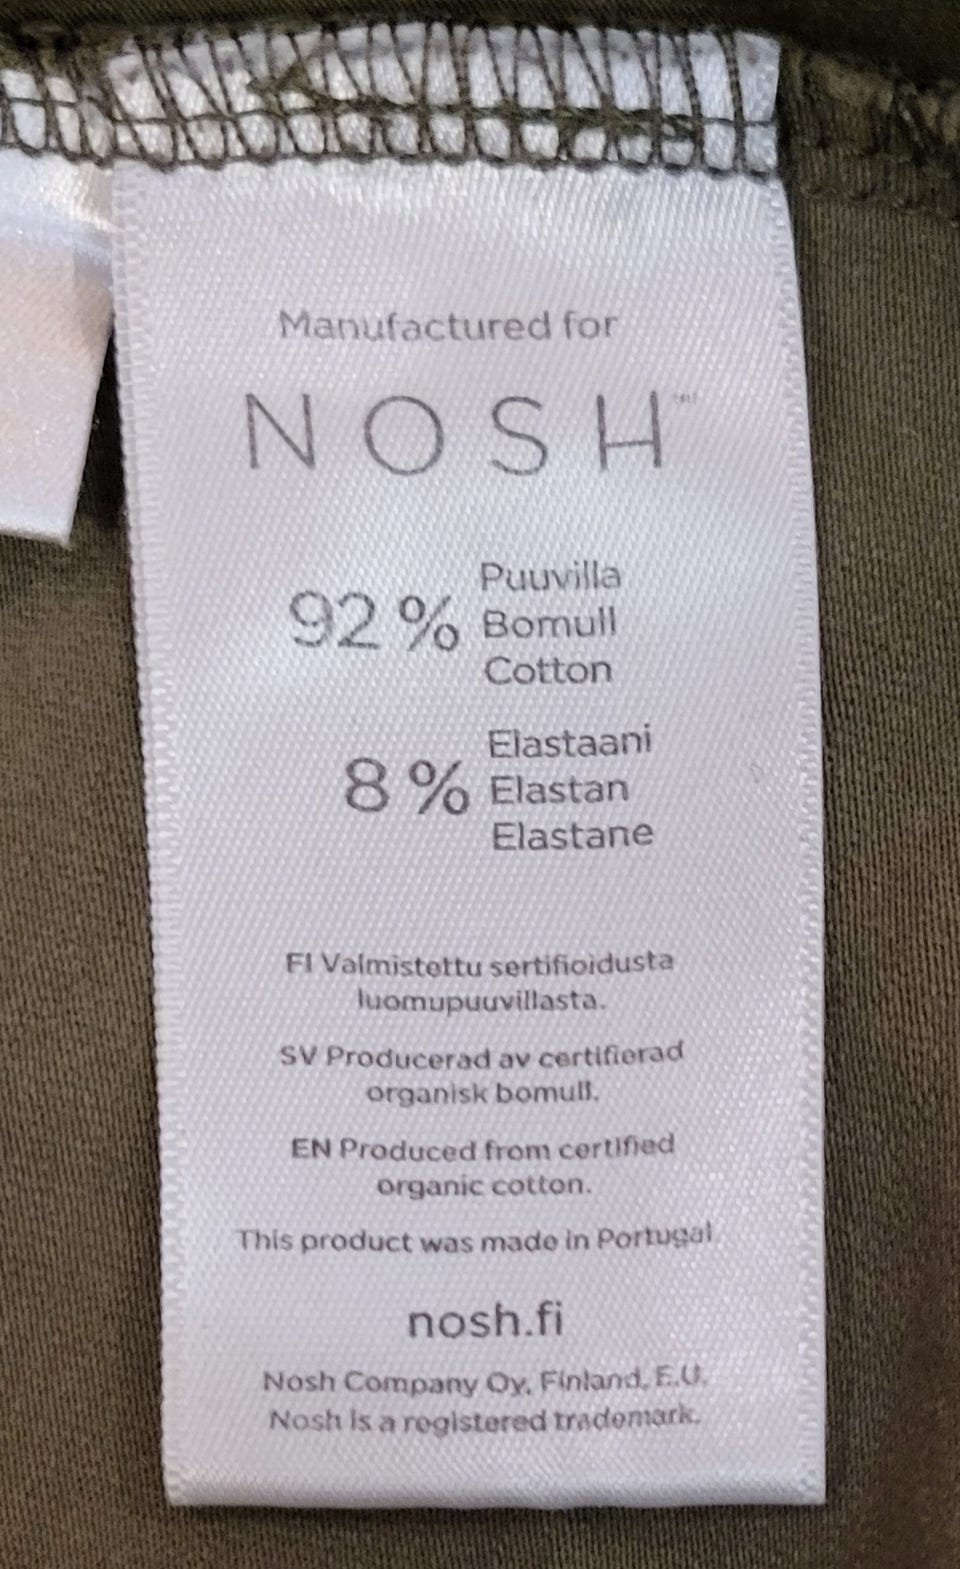 Manufactured for
NOSH™
92 % Puuvilla
Bomull
Cotton
8 % Elastaani
Elastan
Elastane
FI Valmistettu sertifioidusta
luomupuuvillasta.
SV Producerad av certifierad
organisk bomull.
EN Produced from certified
organic cotton.
This product was made in Portugal
nosh.fi
Nosh Company Oy, Finland, E.U.
Nosh is a registered trademark.